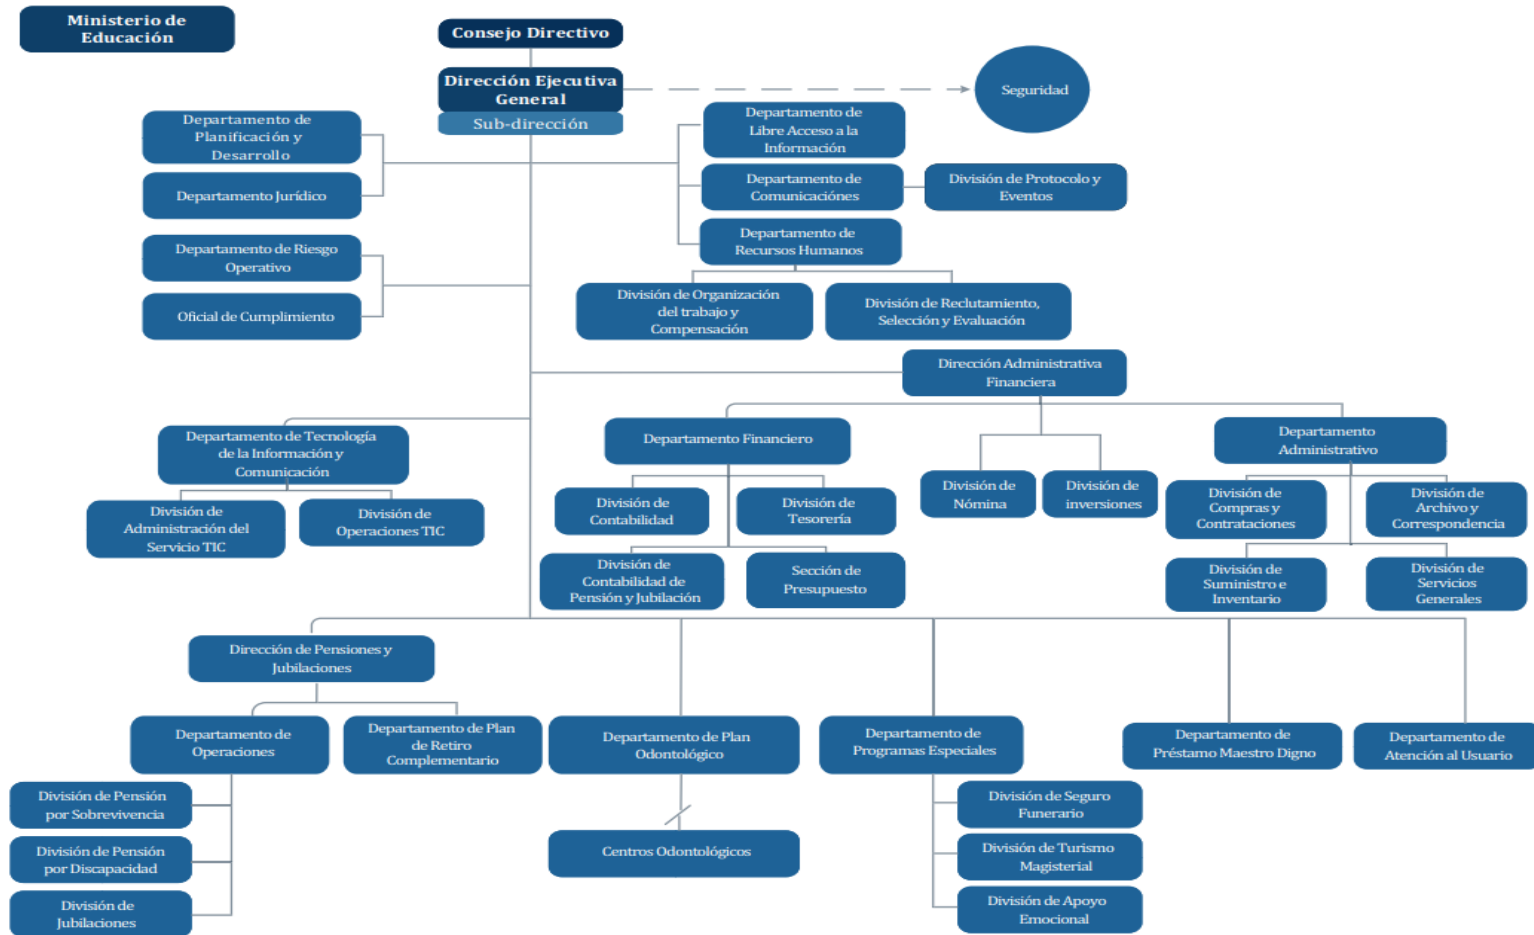 Ministerio de
Educación
Consejo Directivo
Dirección Ejecutiva
General
Sub-dirección
Seguridad
Departamento de
Planificación y
Desarrollo
Departamento Jurídico
Departamento de
Libre Acceso a la
Información
Departamento de
Comunicaciónes
División de Protocolo y
Eventos
Departamento de Riesgo
Operativo
Oficial de Cumplimiento
Departamento de
Recursos Humanos
División de Organización
del trabajo y
Compensación
División de Reclutamiento,
Selección y Evaluación
Dirección Administrativa
Financiera
Departamento de Tecnología
de la Información y
Comunicación
División de
Administración del
Servicio TIC
División de
Operaciones TIC
Departamento Financiero
División de
Contabilidad
División de
Tesorería
División de
Contabilidad de
Pensión y Jubilación
Sección de
Presupuesto
División de
Nómina
División de
inversiones
Departamento
Administrativo
División de
Compras y
Contrataciones
División de
Archivo y
Correspondencia
División de
Suministro e
Inventario
División de
Servicios
Generales
Dirección de Pensiones y
Jubilaciones
Departamento de
Operaciones
Departamento de Plan
de Retiro
Complementario
División de Pensión
por Sobrevivencia
División de Pensión
por Discapacidad
División de
Jubilaciones
Departamento de Plan
Odontológico
Centros Odontológicos
Departamento de
Programas Especiales
División de Seguro
Funerario
División de Turismo
Magisterial
División de Apoyo
Emocional
Departamento de
Préstamo Maestro Digno
Departamento de
Atención al Usuario